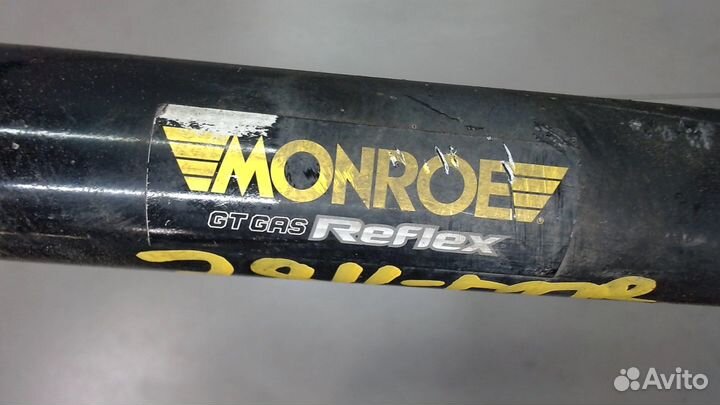 MONROE
GT GAS Reflex
Avito